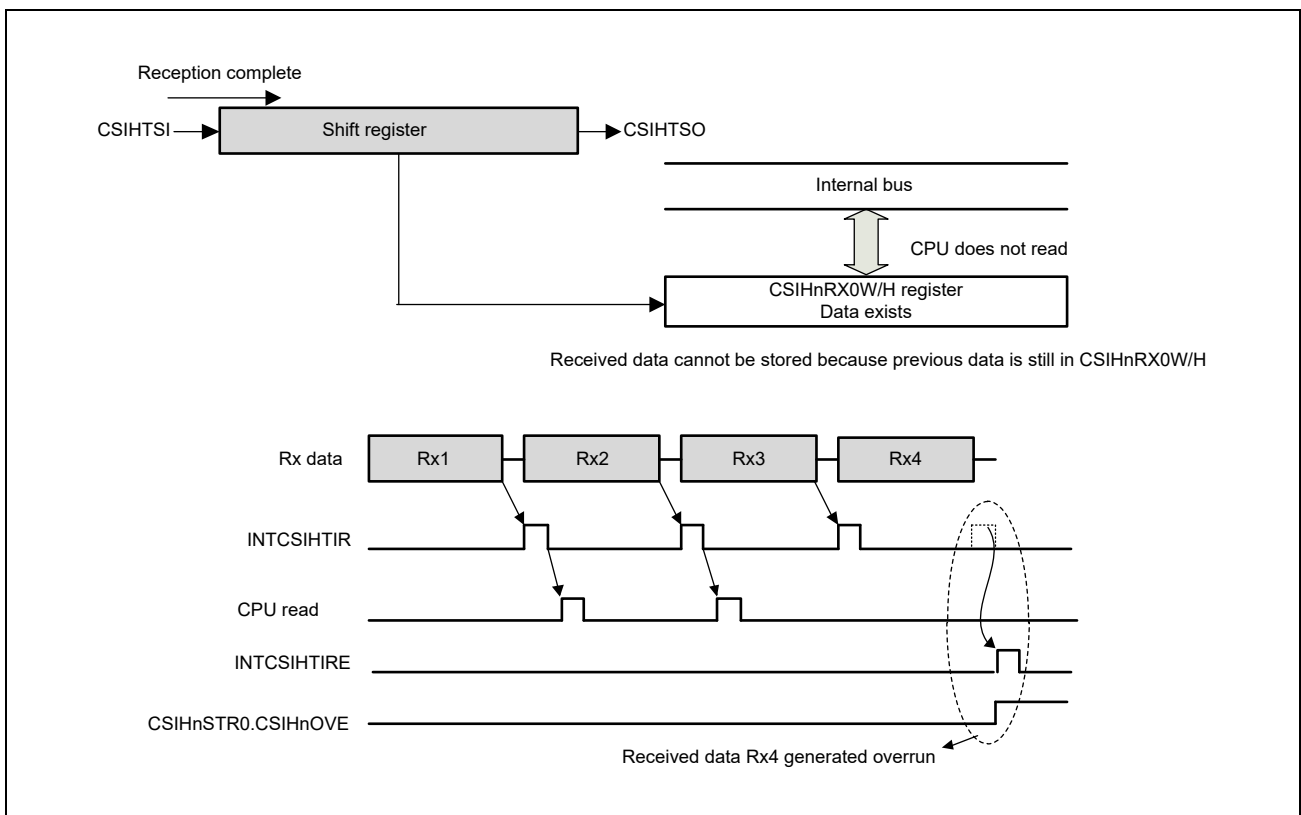 Reception complete
CSIHTSI
Shift register
CSIHTSO
Internal bus
CPU does not read
CSIHnRX0W/H register
Data exists
Received data cannot be stored because previous data is still in CSIHnRX0W/H
Rx data
Rx1
Rx2
Rx3
Rx4
INTCSIHTIR
CPU read
INTCSIHTIRE
CSIHnSTR0.CSIHnOVE
Received data Rx4 generated overrun